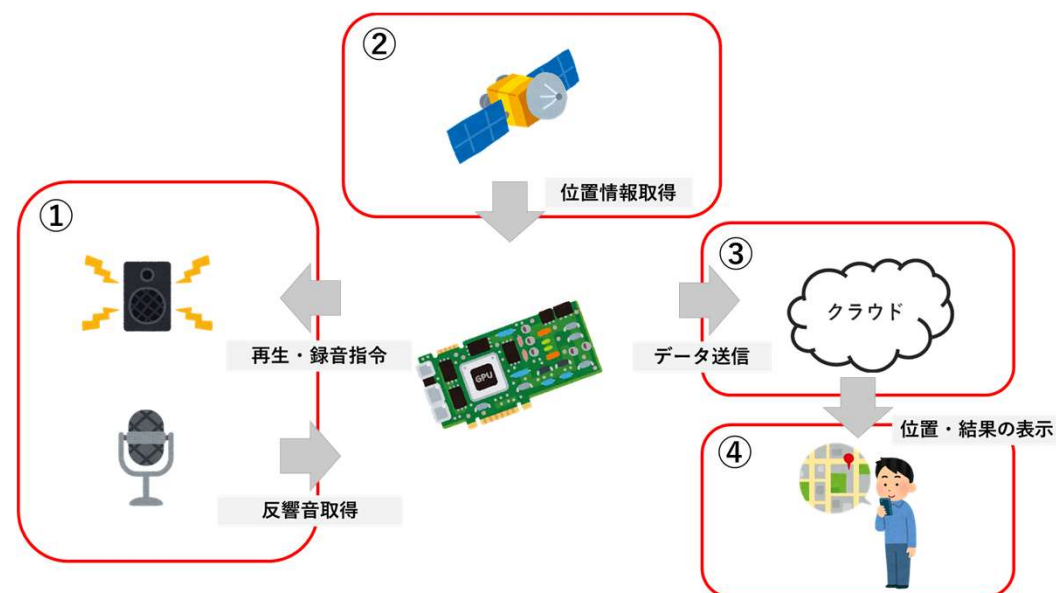 ②
位置情報取得
①
③
クラウド
再生・録音指令
GPU
データ送信
位置・結果の表示
④
反響音取得